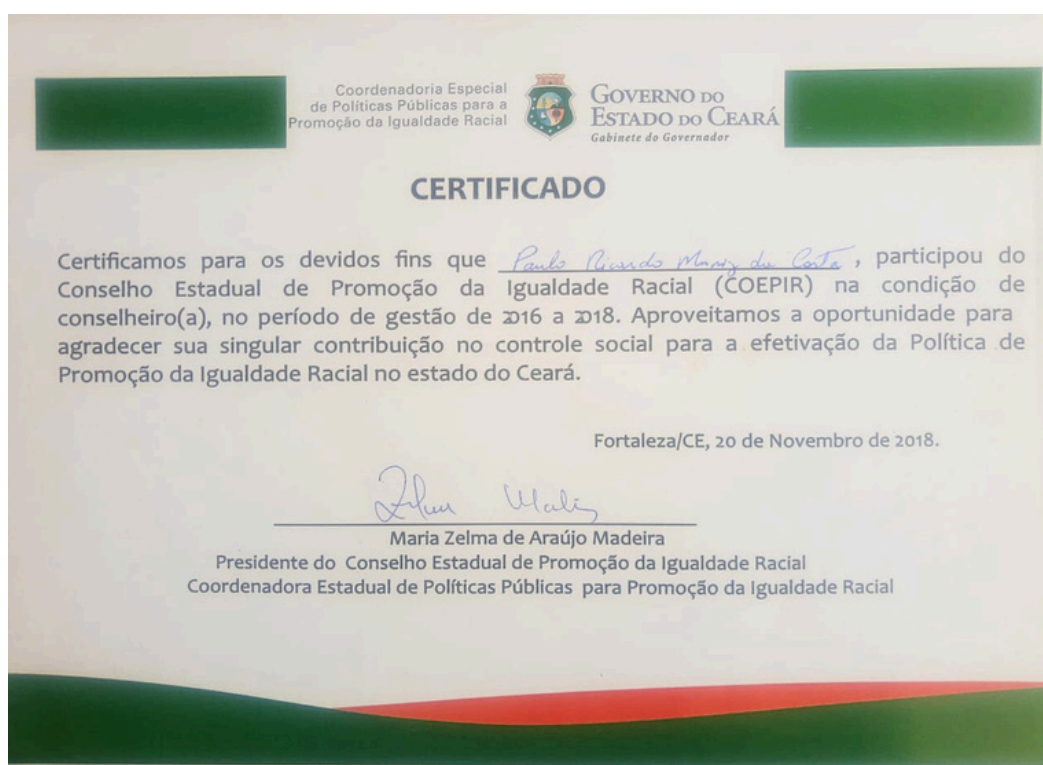 Coordenadoria Especial
de Políticas Públicas para a
Promoção da Igualdade Racial
GOVERNO DO
ESTADO DO CEARÁ
Gabinete do Governador
CERTIFICADO
Certificamos para os devidos fins que Paulo Ricardo Muniz da Costa, participou do
Conselho Estadual de Promoção da Igualdade Racial (COEPIR) na condição de
conselheiro(a), no período de gestão de 2016 a 2018. Aproveitamos a oportunidade para
agradecer sua singular contribuição no controle social para a efetivação da Política de
Promoção da Igualdade Racial no estado do Ceará.
Fortaleza/CE, 20 de Novembro de 2018.
Maria Zelma de Araújo Madeira
Presidente do Conselho Estadual de Promoção da Igualdade Racial
Coordenadora Estadual de Políticas Públicas para Promoção da Igualdade Racial